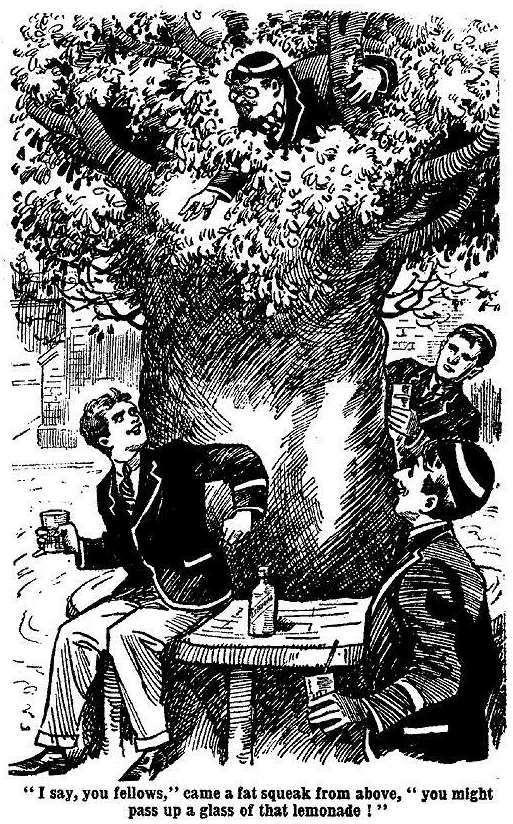 "I say, you fellows," came a fat squeak from above, "you might
pass up a glass of that lemonade!"